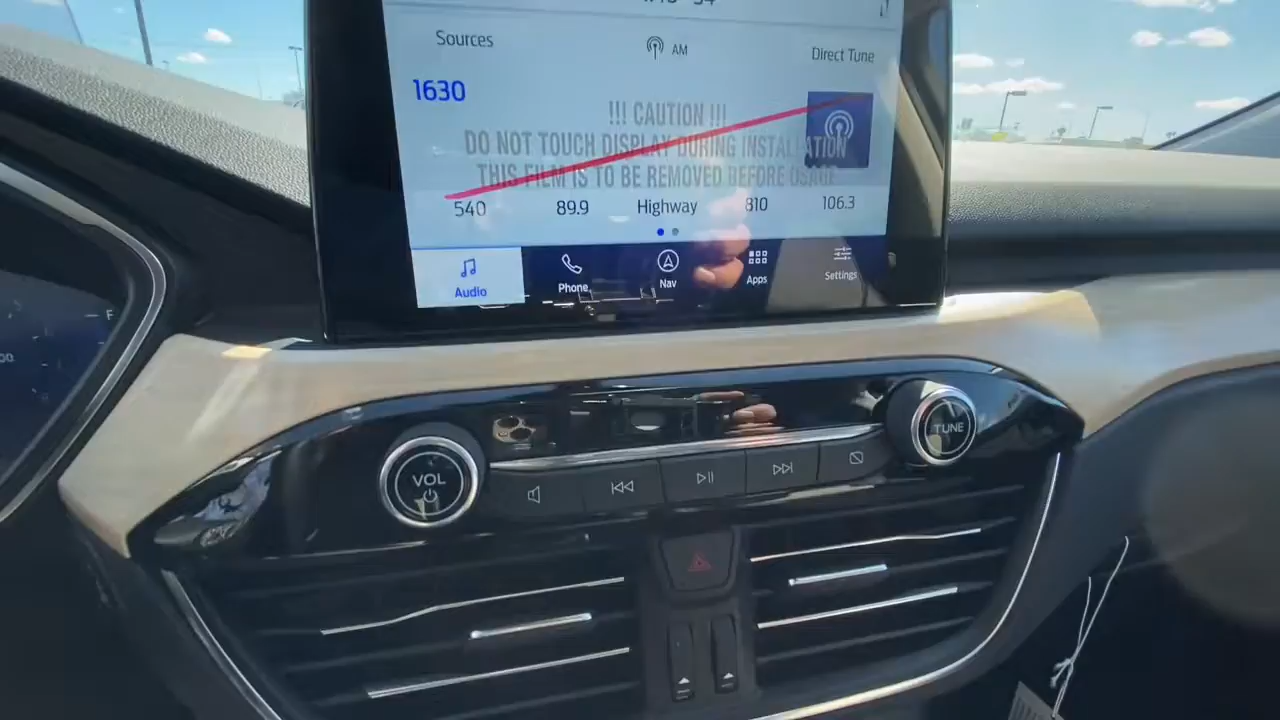 Sources
AM
Direct Tune
1630
!!! CAUTION !!!
DO NOT TOUCH DISPLAY DURING INSTALLATION
THIS FILM IS TO BE REMOVED BEFORE USAGE
540
89.9
Highway
810
106.3
Audio
Phone
Nav
Apps
Settings
F
VOL
TUNE